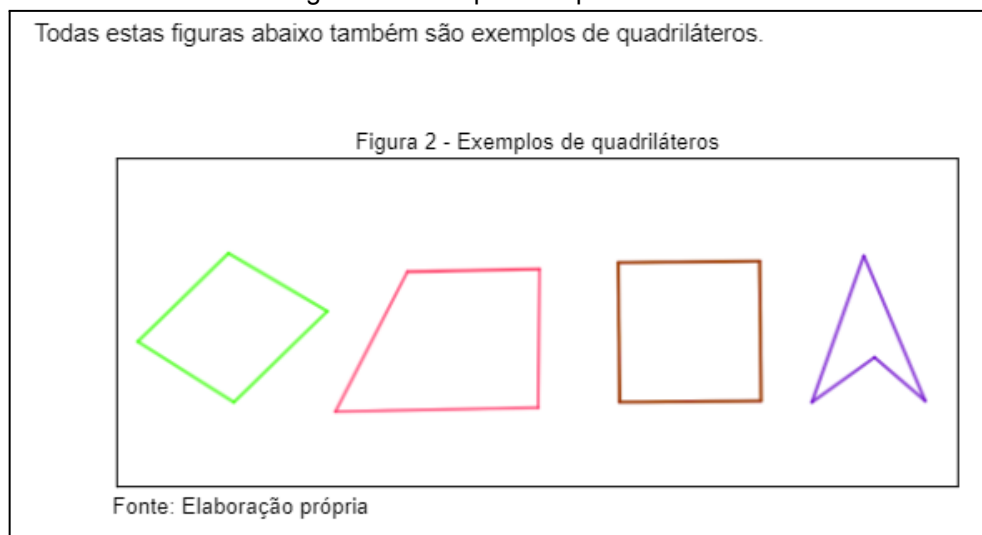 Todas estas figuras abaixo também são exemplos de quadriláteros.
Figura 2 - Exemplos de quadriláteros
Fonte: Elaboração própria